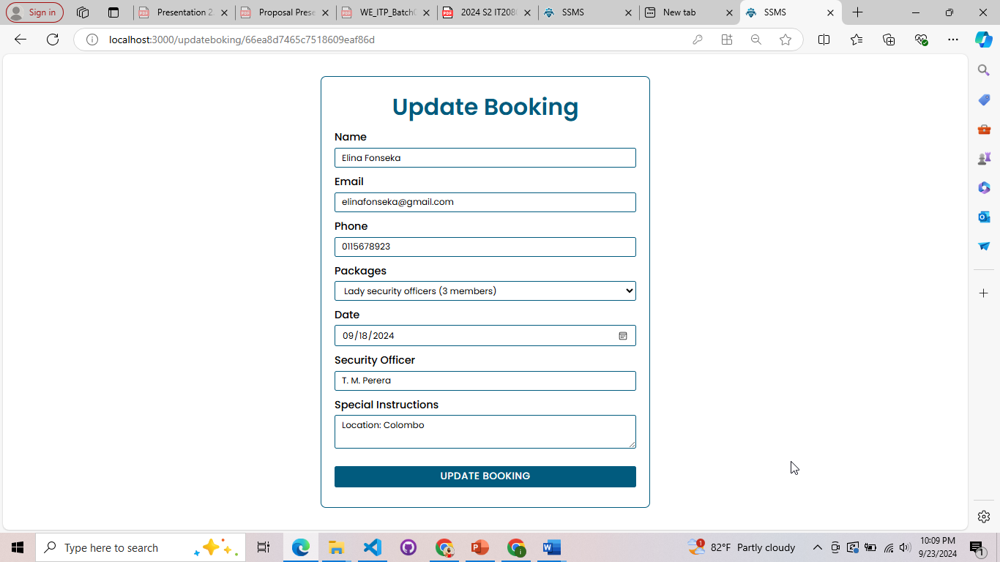 Sign in
Presentation 2
Proposal Prese
WE_ITP_Batch
2024 S2 IT208
SSMS
New tab
SSMS
localhost:3000/updateboking/66ea8d7465c7518609eaf86d
Update Booking
Name
Elina Fonseka
Email
elinafonseka@gmail.com
Phone
0115678923
Packages
Lady security officers (3 members)
Date
09/18/2024
Security Officer
T. M. Perera
Special Instructions
Location: Colombo
UPDATE BOOKING
Type here to search
1
82°F Partly cloudy
10:09 PM
9/23/2024
1